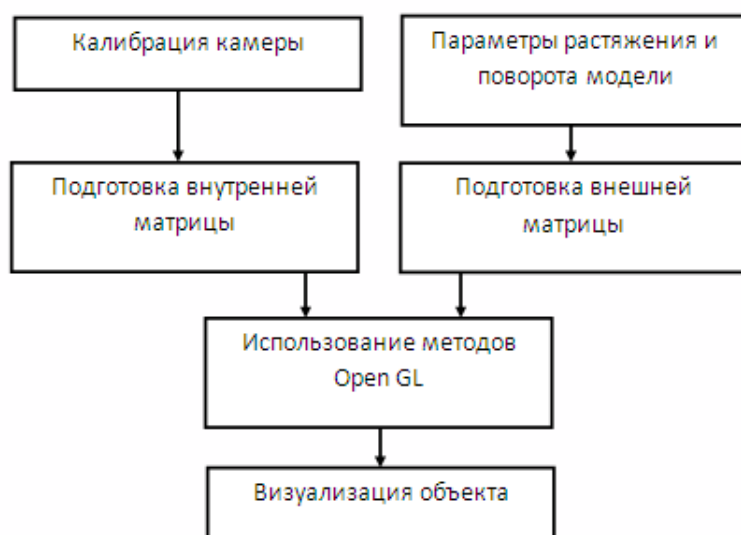 Калибрация камеры
Параметры растяжения и
поворота модели
Подготовка внутренней
матрицы
Подготовка внешней
матрицы
Использование методов
Open GL
Визуализация объекта